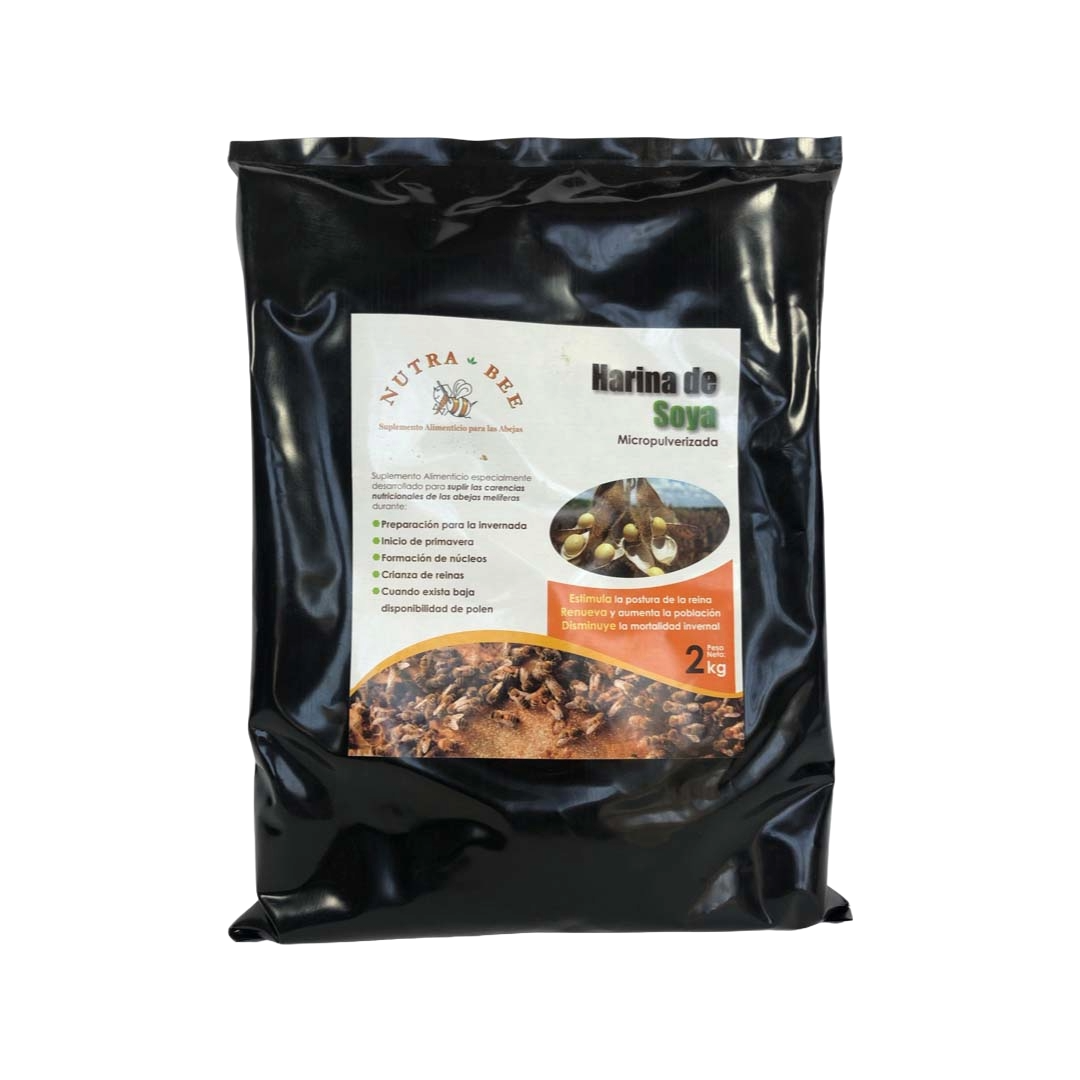 NUTRA BEE
Suplemento Alimenticio para las Abejas
Harina de
Soya
Micropulverizada
Suplemento Alimenticio especialmente
desarrollado para suplir las carencias
nutricionales de las abejas melíferas
durante:
Preparación para la invernada
Inicio de primavera
Formación de núcleos
Crianza de reinas
Cuando exista baja
disponibilidad de polen
Estimula la postura de la reina
Renueva y aumenta la población
Disminuye la mortalidad invernal
2 Peso
Neto:
kg